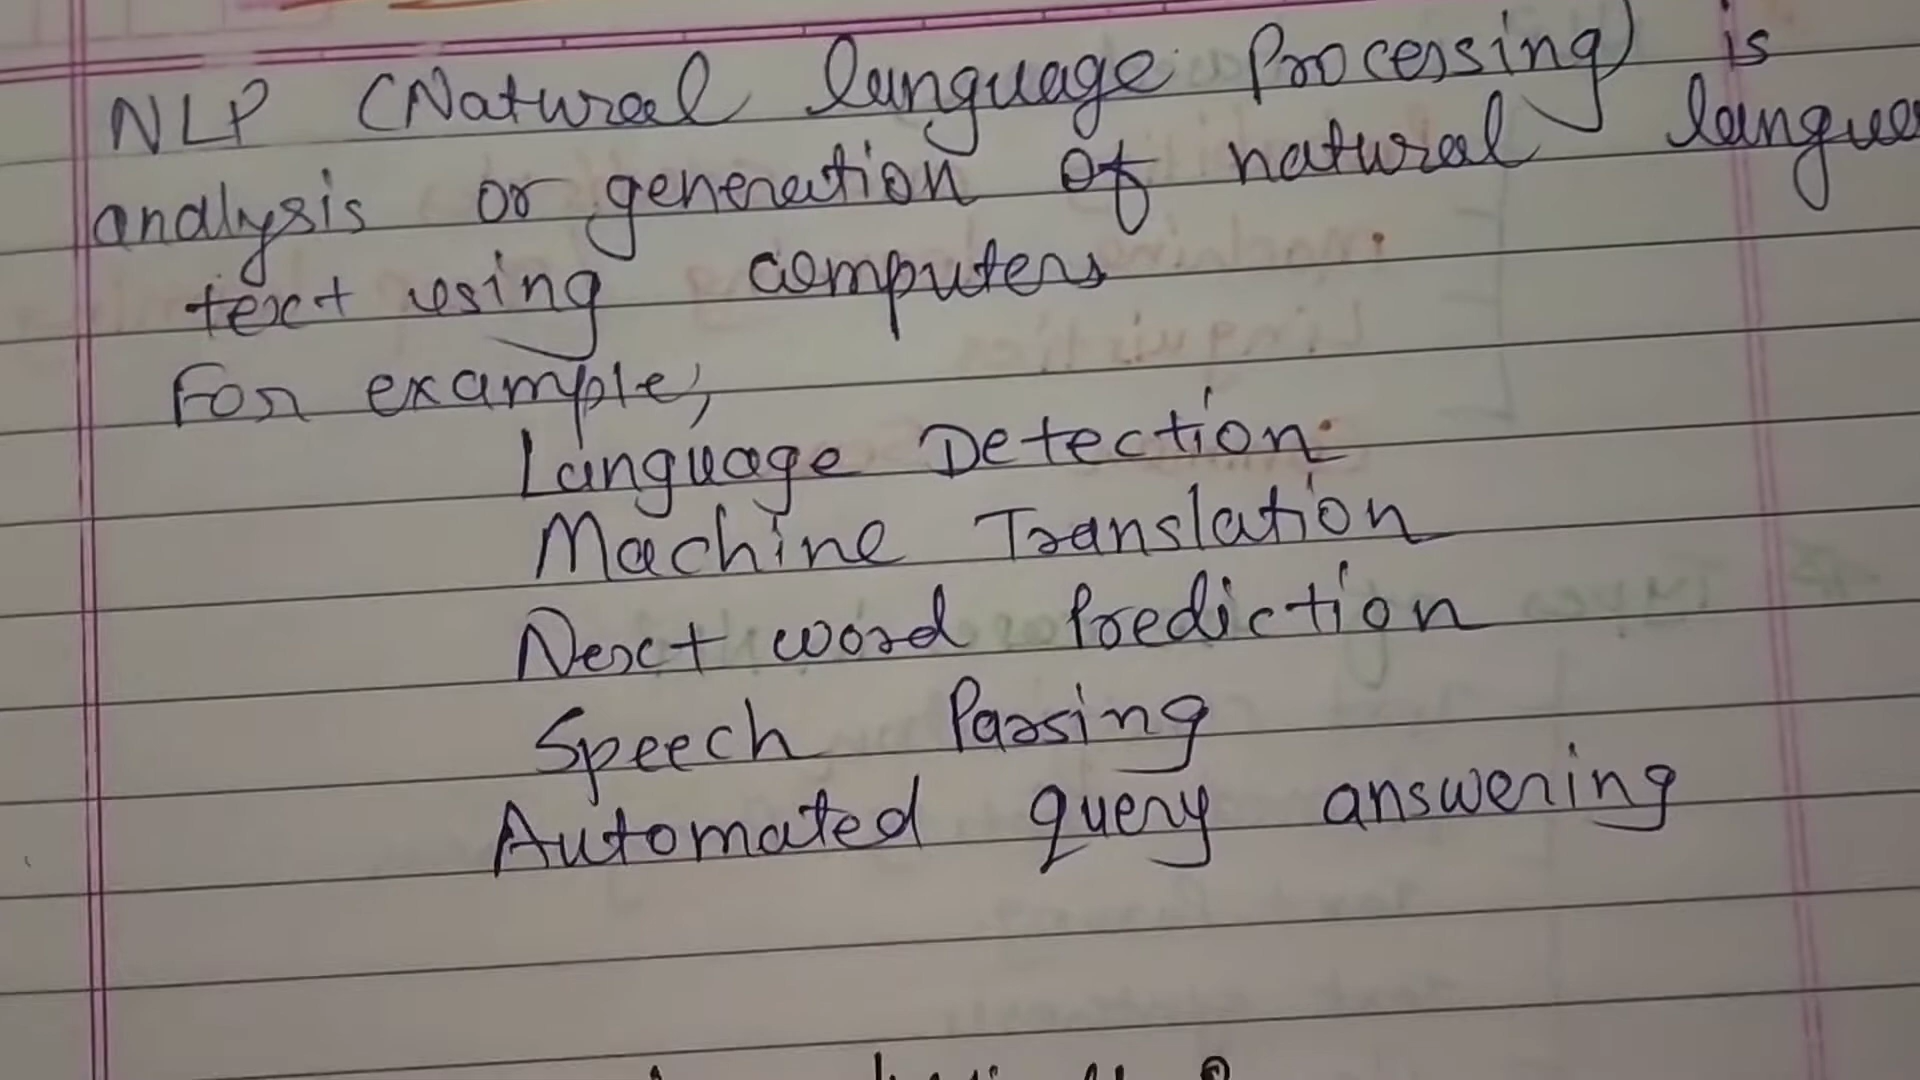 NLP (Natural language Processing) is
analysis or generation of natural
text using computers
For example,
Language Detection
Machine Translation
Next word Prediction
Speech Parsing
Automated query answering